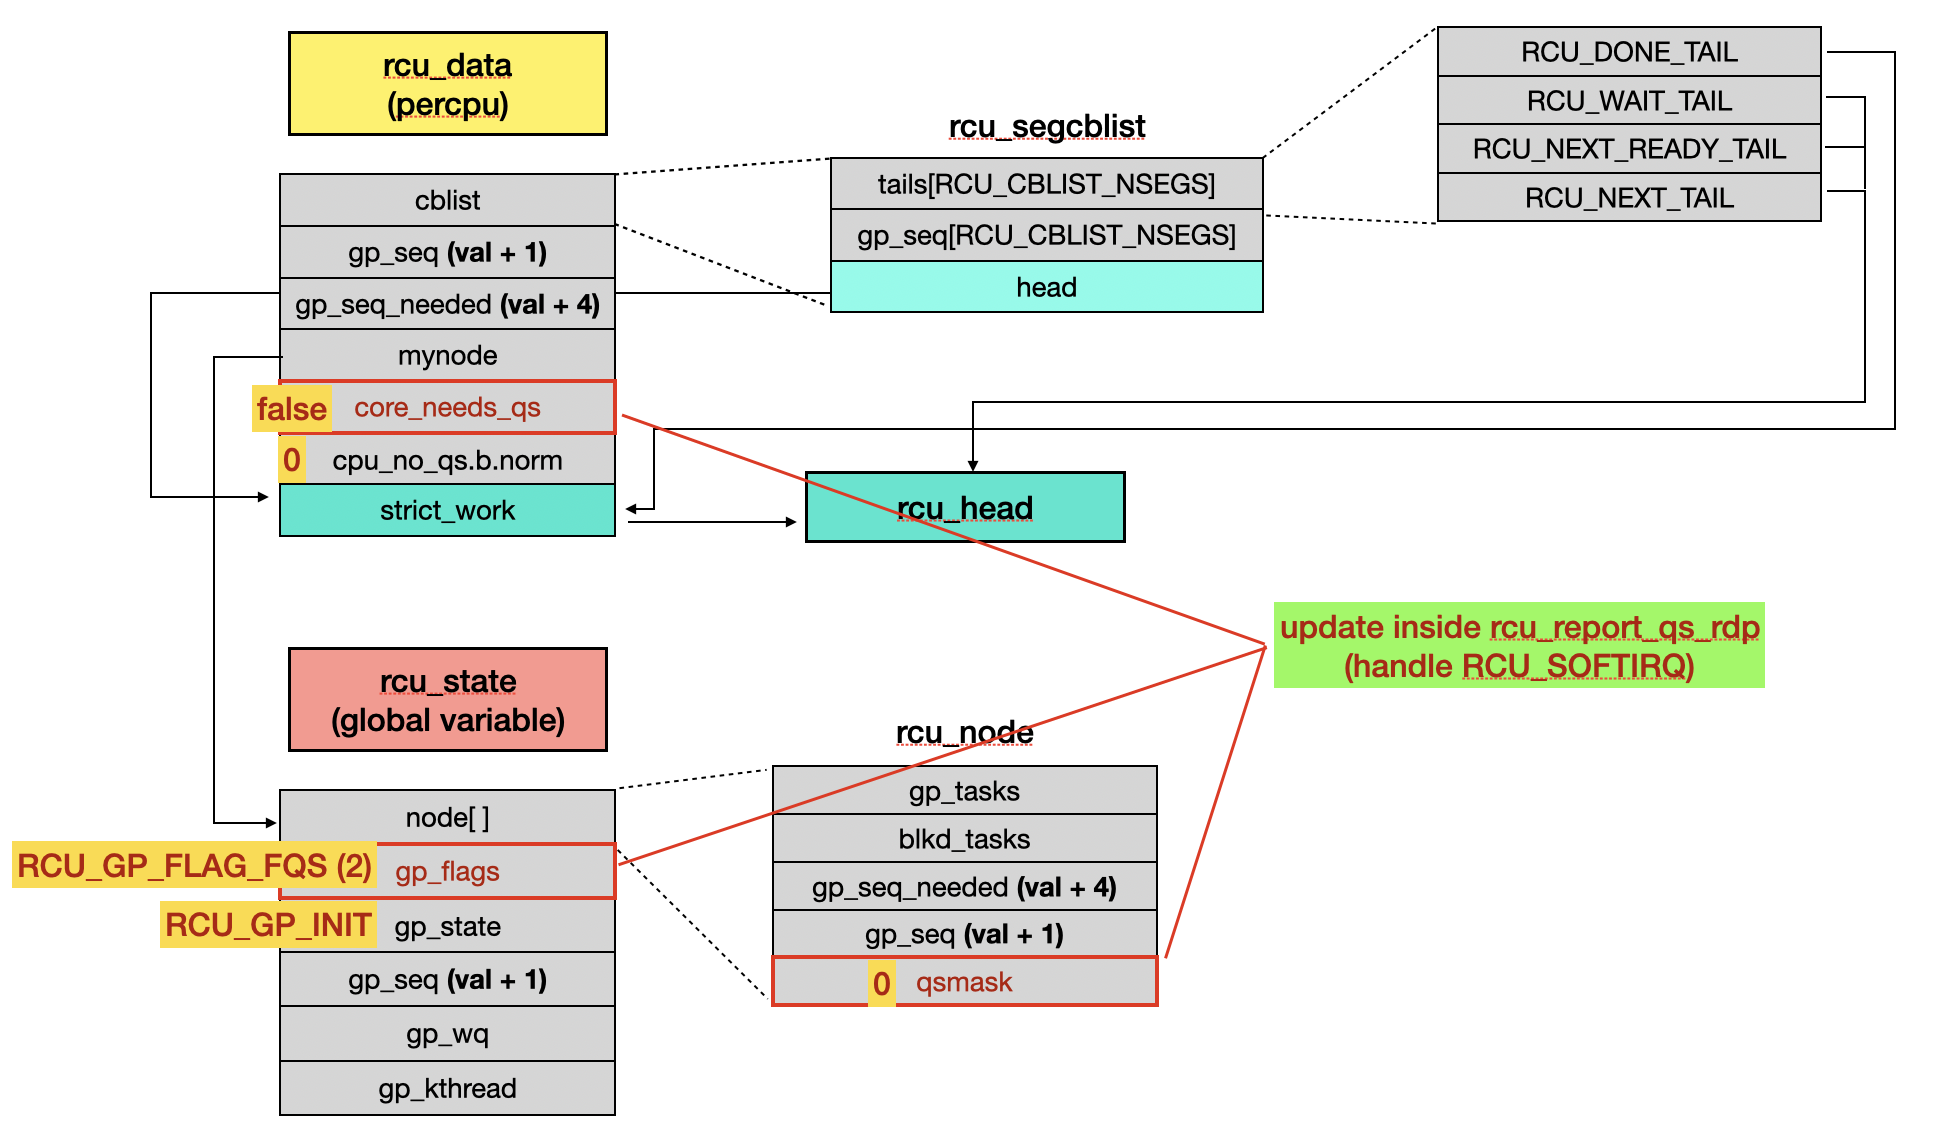 rcu_data
(percpu)
cblist
gp_seq (val + 1)
gp_seq_needed (val + 4)
mynode
false core_needs_qs
0 cpu_no_qs.b.norm
strict_work
rcu_segcblist
tails[RCU_CBLIST_NSEGS]
gp_seq[RCU_CBLIST_NSEGS]
head
RCU_DONE_TAIL
RCU_WAIT_TAIL
RCU_NEXT_READY_TAIL
RCU_NEXT_TAIL
rcu_head
update inside rcu_report_qs_rdp
(handle RCU_SOFTIRQ)
rcu_state
(global variable)
node[ ]
RCU_GP_FLAG_FQS (2) gp_flags
RCU_GP_INIT gp_state
gp_seq (val + 1)
gp_wq
gp_kthread
rcu_node
gp_tasks
blkd_tasks
gp_seq_needed (val + 4)
gp_seq (val + 1)
0 qsmask